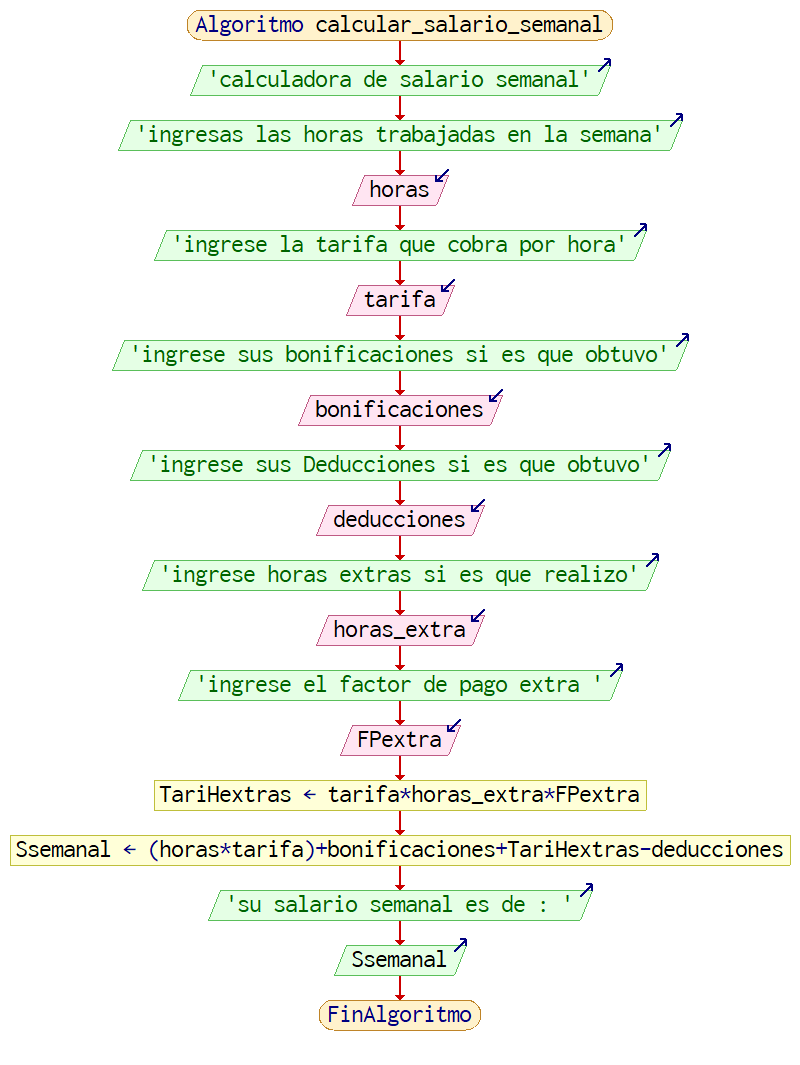 Algoritmo calcular_salario_semanal
'calculadora de salario semanal'
'ingresas las horas trabajadas en la semana'
horas
'ingrese la tarifa que cobra por hora'
tarifa
'ingrese sus bonificaciones si es que obtuvo'
bonificaciones
'ingrese sus Deducciones si es que obtuvo'
deducciones
'ingrese horas extras si es que realizo'
horas_extra
'ingrese el factor de pago extra '
FPextra
TariHextras ← tarifa*horas_extra*FPextra
Ssemanal ← (horas*tarifa)+bonificaciones+TariHextras-deducciones
'su salario semanal es de : '
Ssemanal
FinAlgoritmo